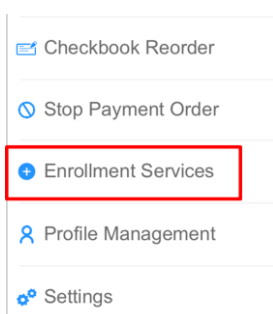 Checkbook Reorder
Stop Payment Order
Enrollment Services
Profile Management
Settings